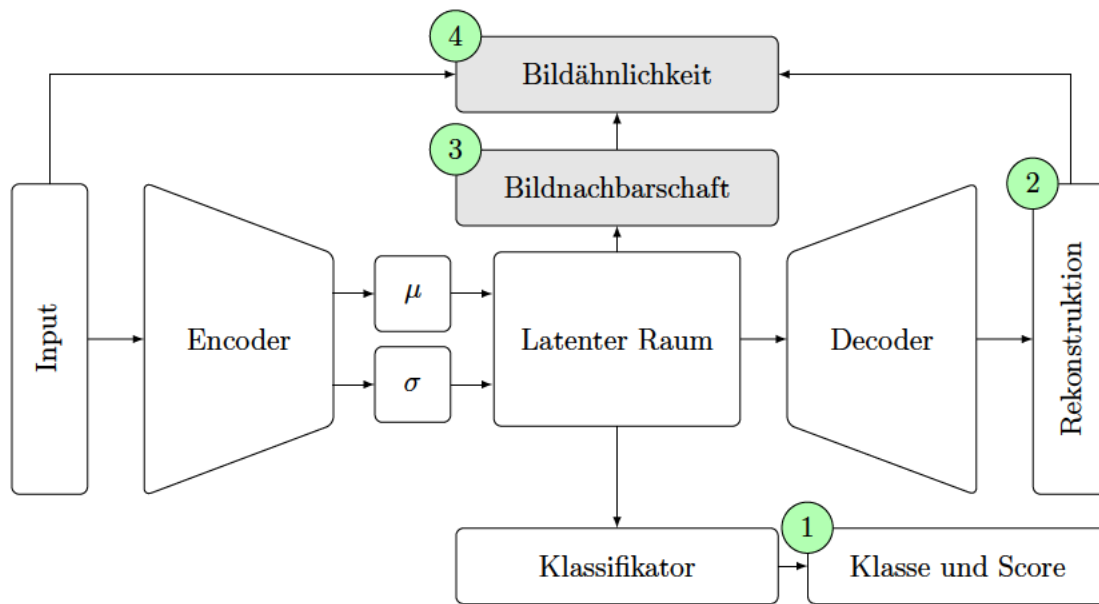 4
Bildähnlichkeit
3
Bildnachbarschaft
2
Input
Encoder
μ
σ
Latenter Raum
Decoder
Rekonstruktion
1
Klassifikator
Klasse und Score